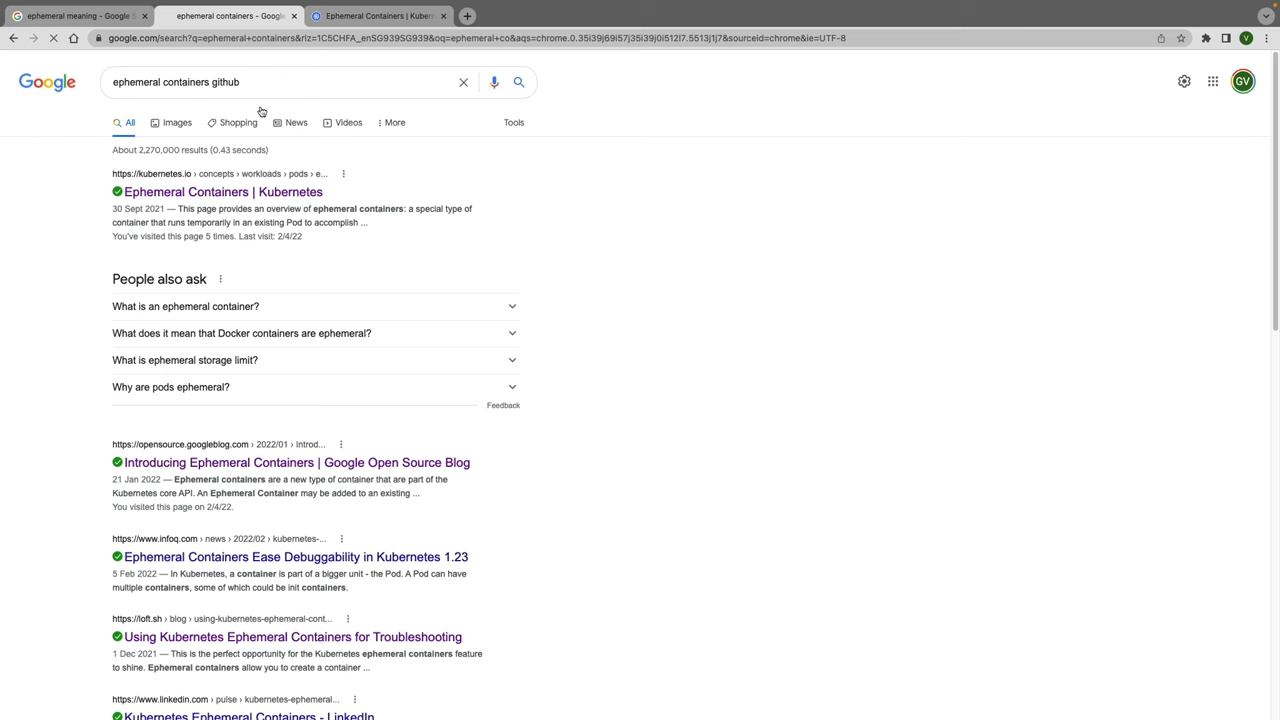 ephemeral meaning - Google S
ephemeral containers - Google
Ephemeral Containers | Kubern
google.com/search?q=ephemeral+containers&rlz=1C5CHFA_enSG939SG939&oq=ephemeral+co&aqs=chrome.0.35i39j69i57j35i39j0i512l7.5513j1j7&sourceid=chrome&ie=UTF-8
V
Google
ephemeral containers github
GV
All
Images
Shopping
News
Videos
More
Tools
About 2,270,000 results (0.43 seconds)
https://kubernetes.io › concepts › workloads › pods › e...
Ephemeral Containers | Kubernetes
30 Sept 2021 — This page provides an overview of ephemeral containers: a special type of
container that runs temporarily in an existing Pod to accomplish ...
You've visited this page 5 times. Last visit: 2/4/22
People also ask
What is an ephemeral container?
What does it mean that Docker containers are ephemeral?
What is ephemeral storage limit?
Why are pods ephemeral?
Feedback
https://opensource.googleblog.com › 2022/01 › Introd...
Introducing Ephemeral Containers | Google Open Source Blog
21 Jan 2022 — Ephemeral containers are a new type of container that are part of the
Kubernetes core API. An Ephemeral Container may be added to an existing ...
You visited this page on 2/4/22.
https://www.infoq.com › news › 2022/02 › kubernetes-...
Ephemeral Containers Ease Debuggability in Kubernetes 1.23
5 Feb 2022 — In Kubernetes, a container is part of a bigger unit - the Pod. A Pod can have
multiple containers, some of which could be init containers.
https://loft.sh › blog › using-kubernetes-ephemeral-cont...
Using Kubernetes Ephemeral Containers for Troubleshooting
1 Dec 2021 — This is the perfect opportunity for the Kubernetes ephemeral containers feature
to shine. Ephemeral containers allow you to create a container ...
https://www.linkedin.com › pulse › kubernetes-ephemeral...
Kubernetes Ephemeral Containers - LinkedIn